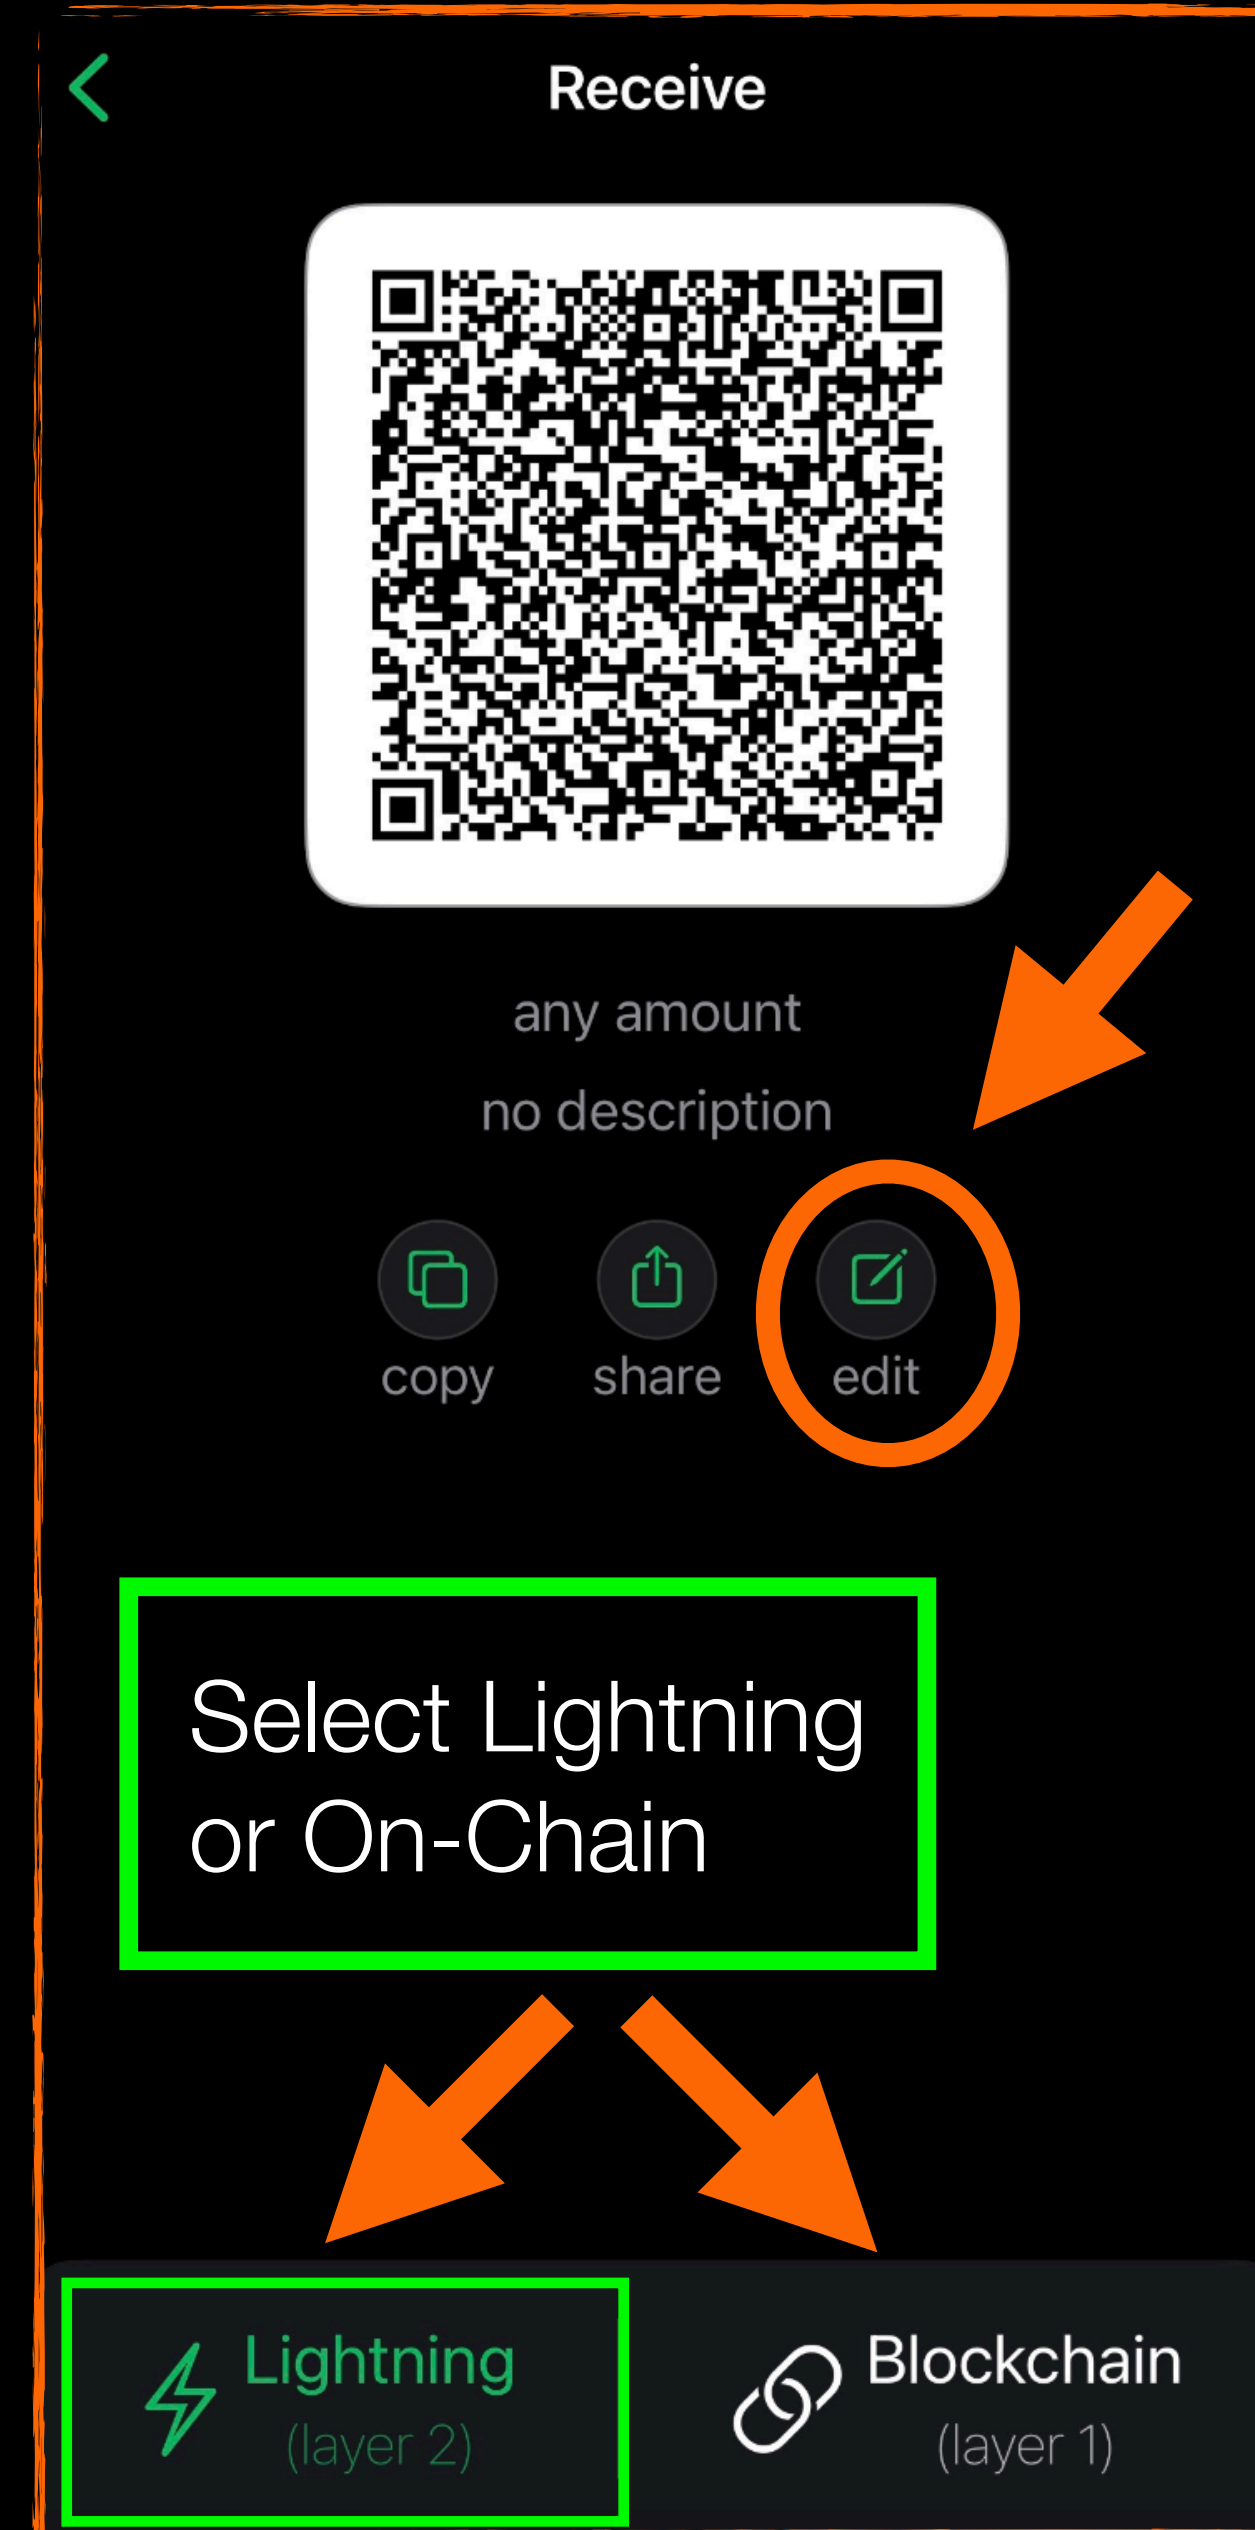 Receive
any amount
no description
copy share edit
Select Lightning
or On-Chain
Lightning
(layer 2)
Blockchain
(layer 1)